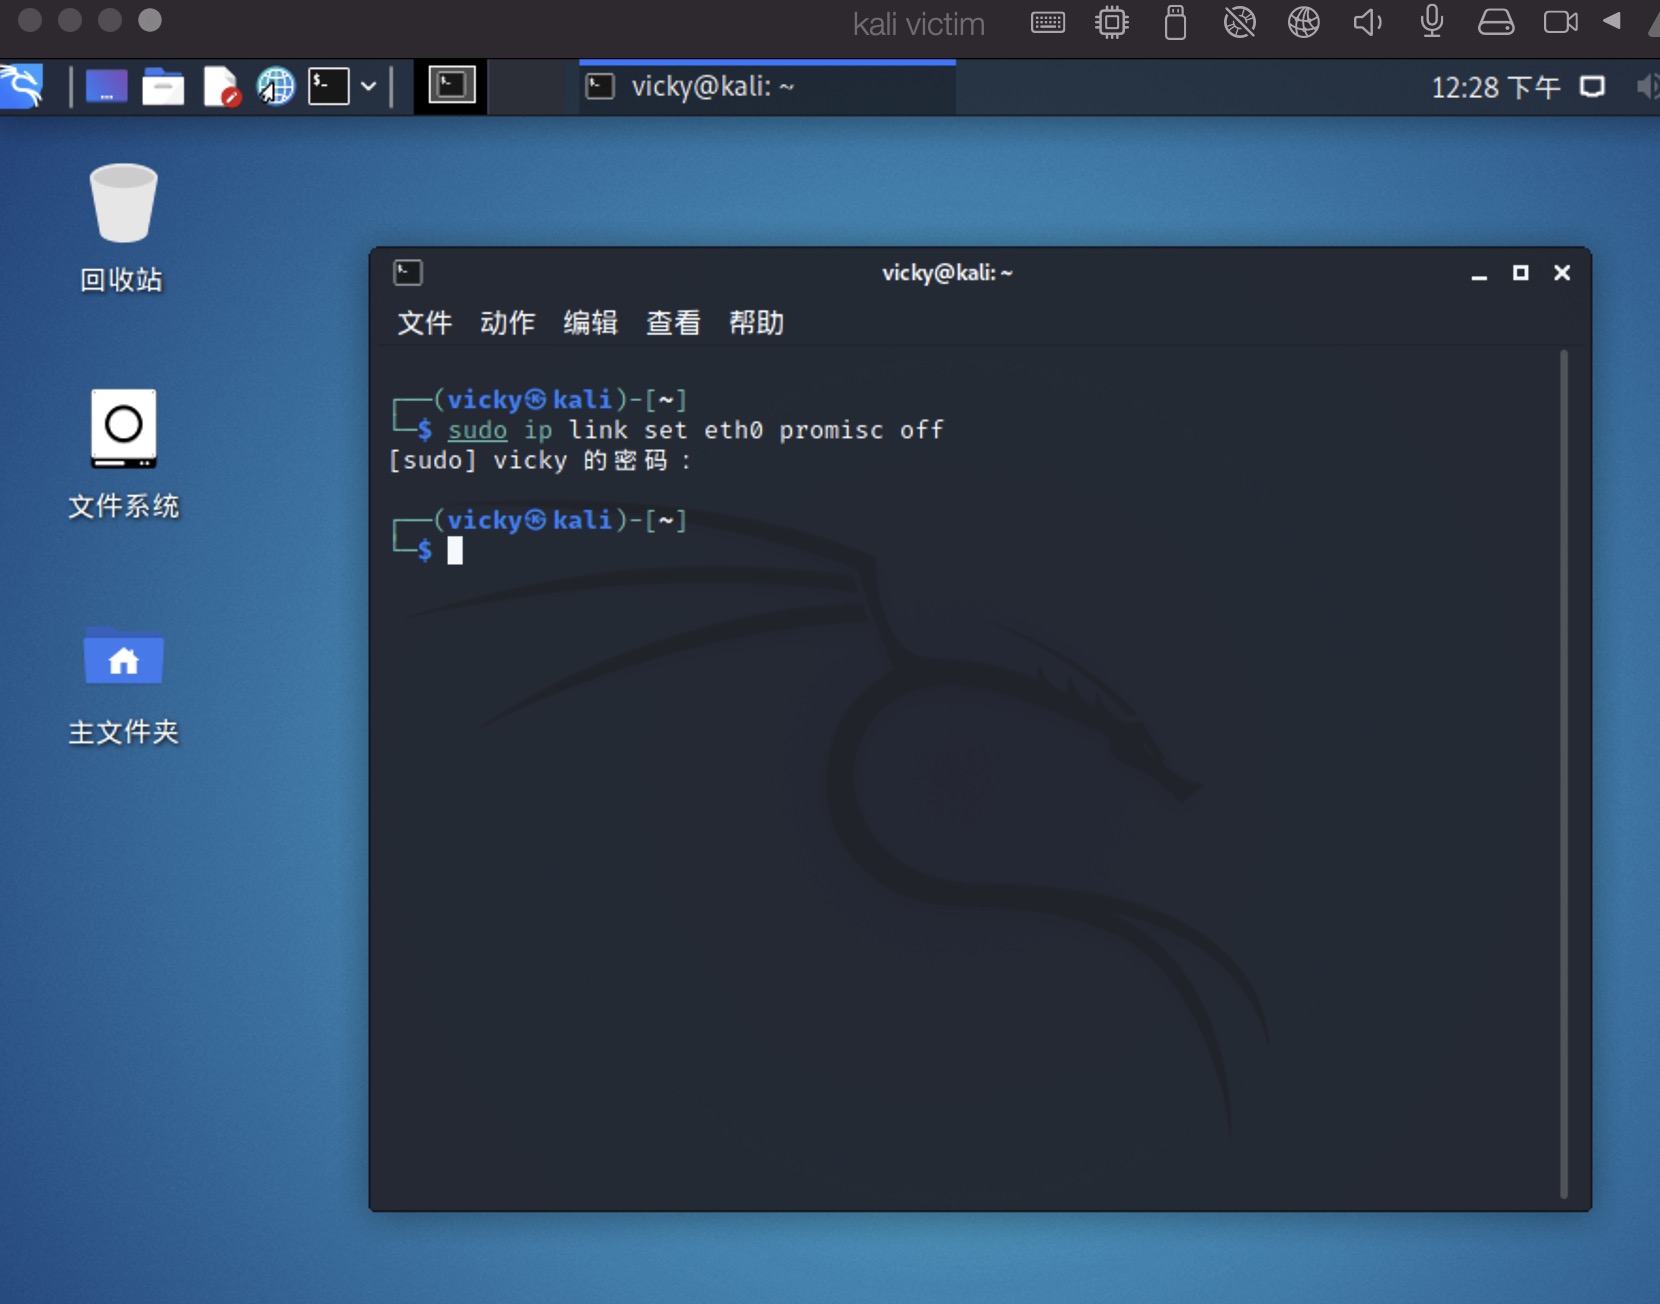 kali victim
vicky@kali: ~
12:28 下午
回收站
文件系统
主文件夹
vicky@kali: ~
文件 动作 编辑 查看 帮助
┌──(vicky㉿kali)-[~]
└─$ sudo ip link set eth0 promisc off
[sudo] vicky 的密码：
┌──(vicky㉿kali)-[~]
└─$